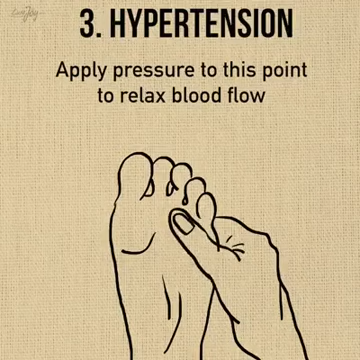 3. HYPERTENSION
Apply pressure to this point
to relax blood flow